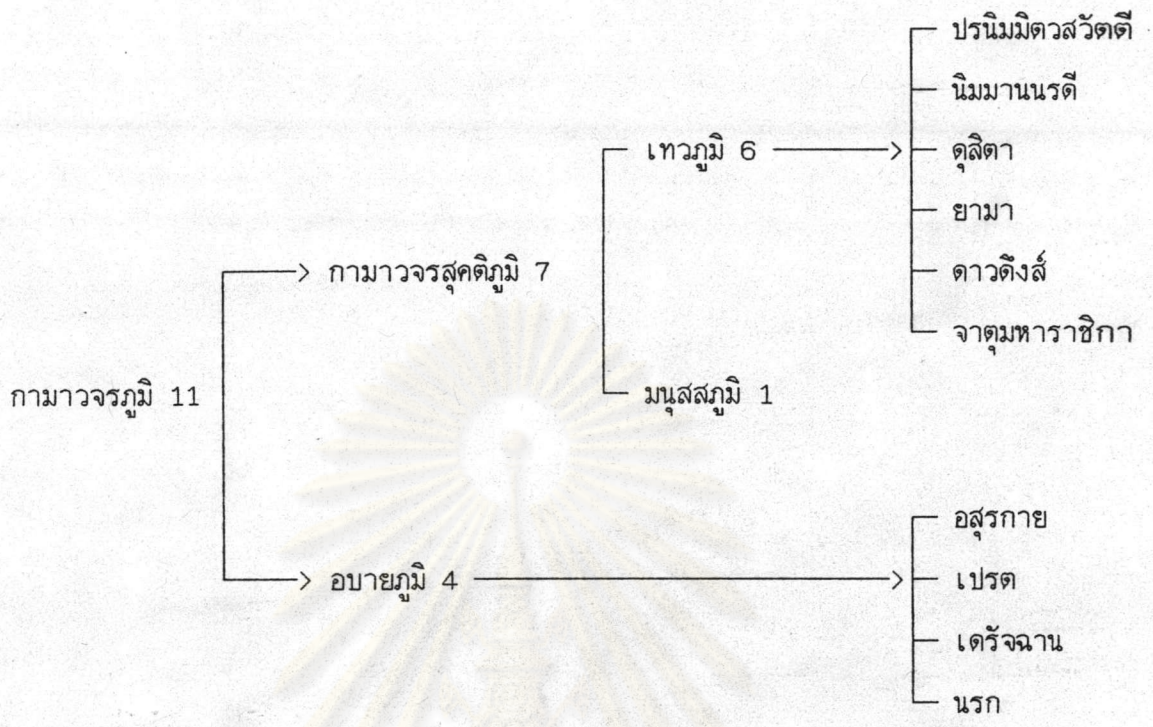 ปรนิมมิตวสวัตตี
นิมมานนรดี
เทวภูมิ 6
ดุสิตา
ยามา
กามาวจรสุคติภูมิ 7
ดาวดึงส์
จาตุมหาราชิกา
กามาวจรภูมิ 11
มนุสสภูมิ 1
อสุรกาย
อบายภูมิ 4
เปรต
เดรัจฉาน
นรก